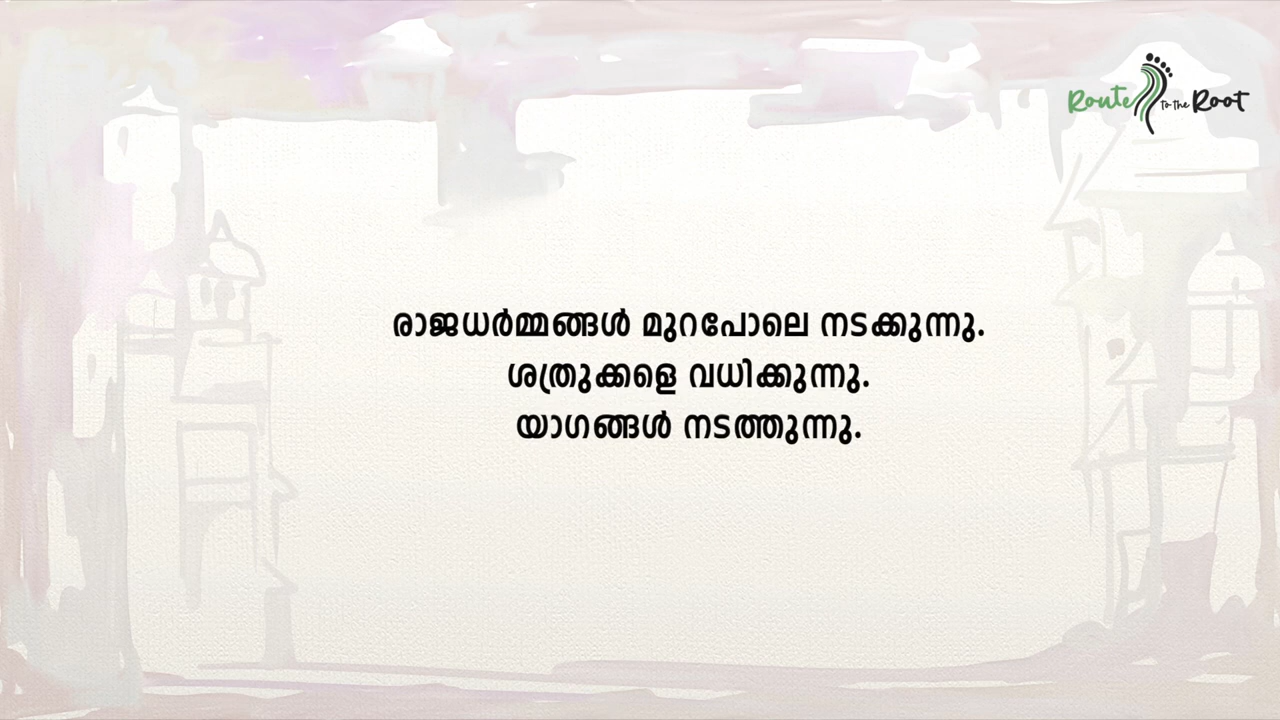 Route to the Root
രാജധർമ്മങ്ങൾ മുറപോലെ നടക്കുന്നു.
ശത്രുക്കളെ വധിക്കുന്നു.
യാഗങ്ങൾ നടത്തുന്നു.